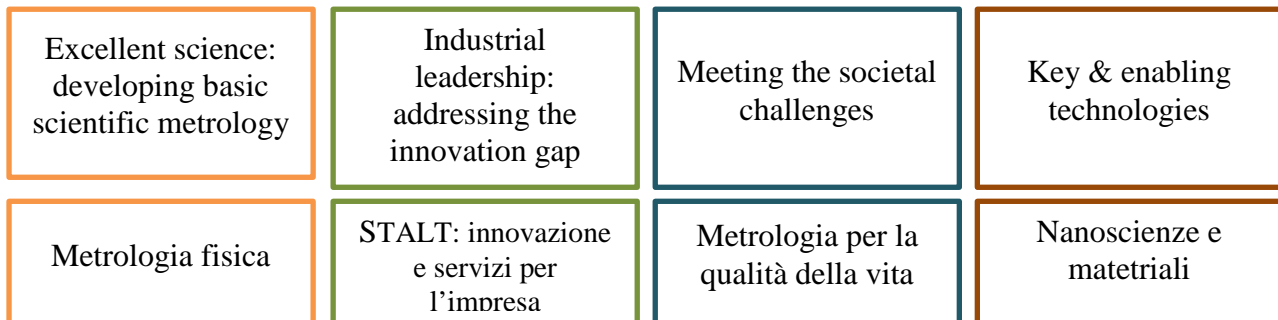 Excellent science:
developing basic
scientific metrology
Industrial
leadership:
addressing the
innovation gap
Meeting the societal
challenges
Key & enabling
technologies
Metrologia fisica
STALT: innovazione
e servizi per
l’impresa
Metrologia per la
qualità della vita
Nanoscienze e
matetriali